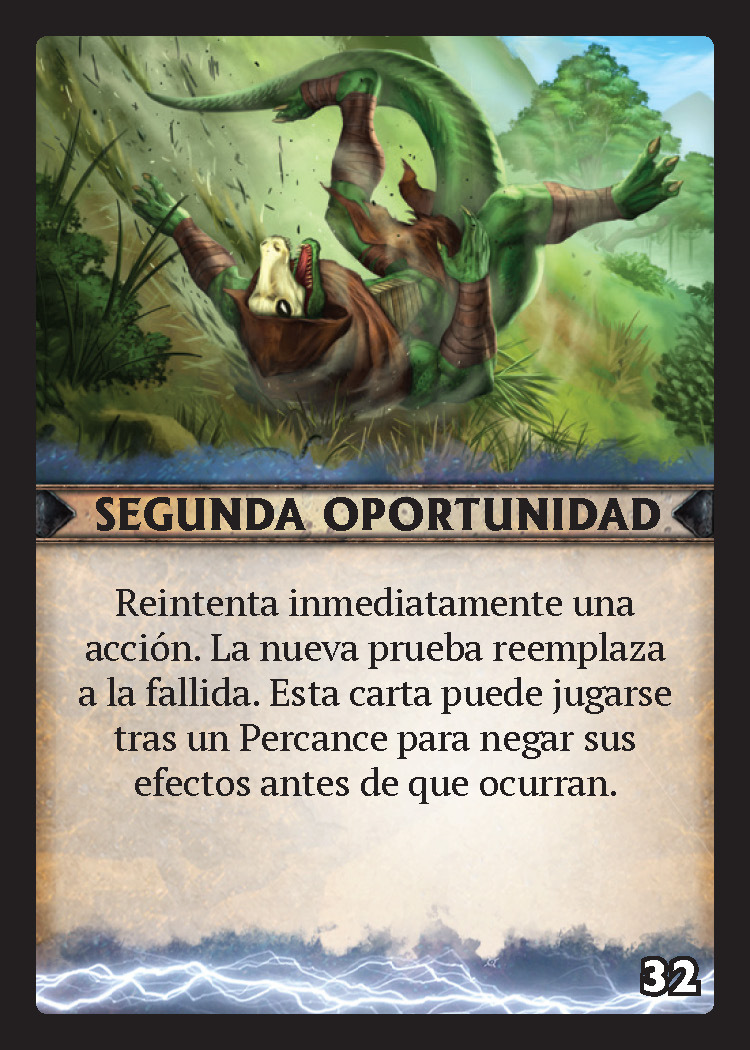 SEGUNDA OPORTUNIDAD
Reintenta inmediatamente una
acción. La nueva prueba reemplaza
a la fallida. Esta carta puede jugarse
tras un Percance para negar sus
efectos antes de que ocurran.
32